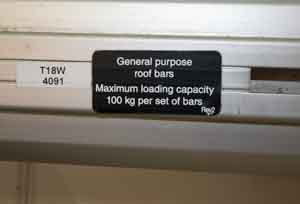 T18W
4091
General purpose
roof bars
Maximum loading capacity
100 kg per set of bars
Rev2